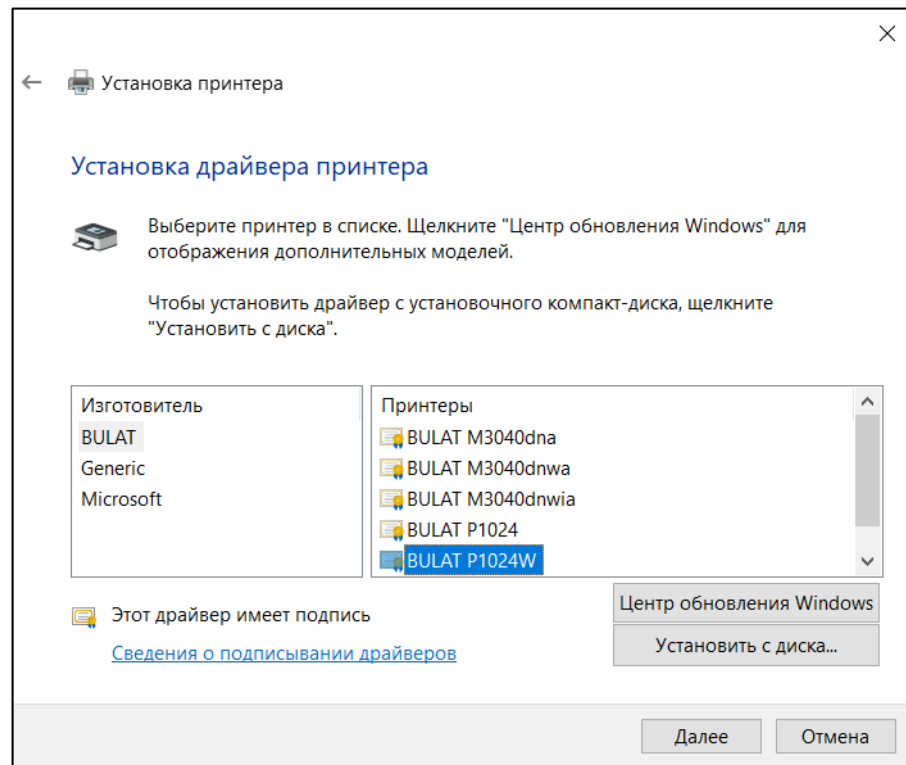 Установка принтера
Установка драйвера принтера
Выберите принтер в списке. Щелкните "Центр обновления Windows" для
отображения дополнительных моделей.
Чтобы установить драйвер с установочного компакт-диска, щелкните
"Установить с диска".
Изготовитель
BULAT
Generic
Microsoft
Принтеры
BULAT M3040dna
BULAT M3040dnwa
BULAT M3040dnwia
BULAT P1024
BULAT P1024W
Этот драйвер имеет подпись
Сведения о подписывании драйверов
Центр обновления Windows
Установить с диска...
Далее
Отмена